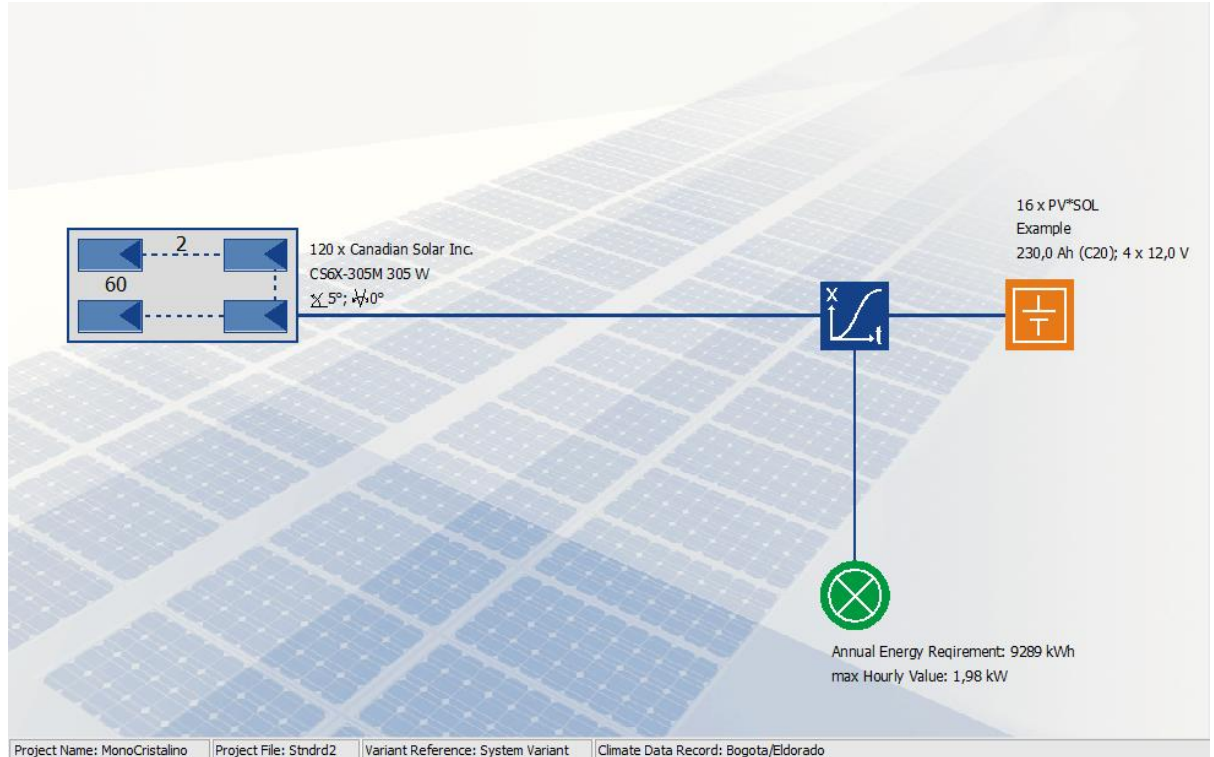 16 x PV*SOL
Example
230,0 Ah (C20); 4 x 12,0 V
2
60
120 x Canadian Solar Inc.
CS6X-305M 305 W
5°; 0°
X
t
Annual Energy Reqirement: 9289 kWh
max Hourly Value: 1,98 kW
Project Name: MonoCristalino
Project File: Stndrd2
Variant Reference: System Variant
Climate Data Record: Bogota/Eldorado